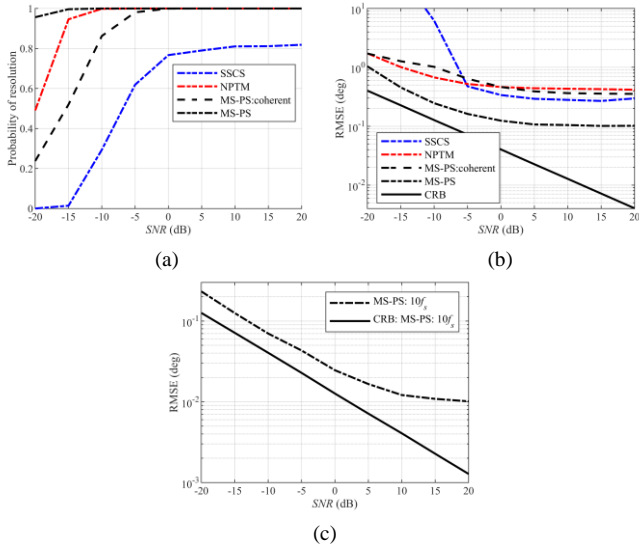 Probability of resolution
1
0.8
0.6
0.4
0.2
0
SSCS
NPTM
MS-PS:coherent
MS-PS
-20 -15 -10 -5 0 5 10 15 20
SNR (dB)
(a)
RMSE (deg)
10^1
10^0
10^-1
10^-2
SSCS
NPTM
MS-PS:coherent
MS-PS
CRB
-20 -15 -10 -5 0 5 10 15 20
SNR (dB)
(b)
RMSE (deg)
10^-1
10^-2
10^-3
MS-PS: 10f_s
CRB: MS-PS: 10f_s
-20 -15 -10 -5 0 5 10 15 20
SNR (dB)
(c)